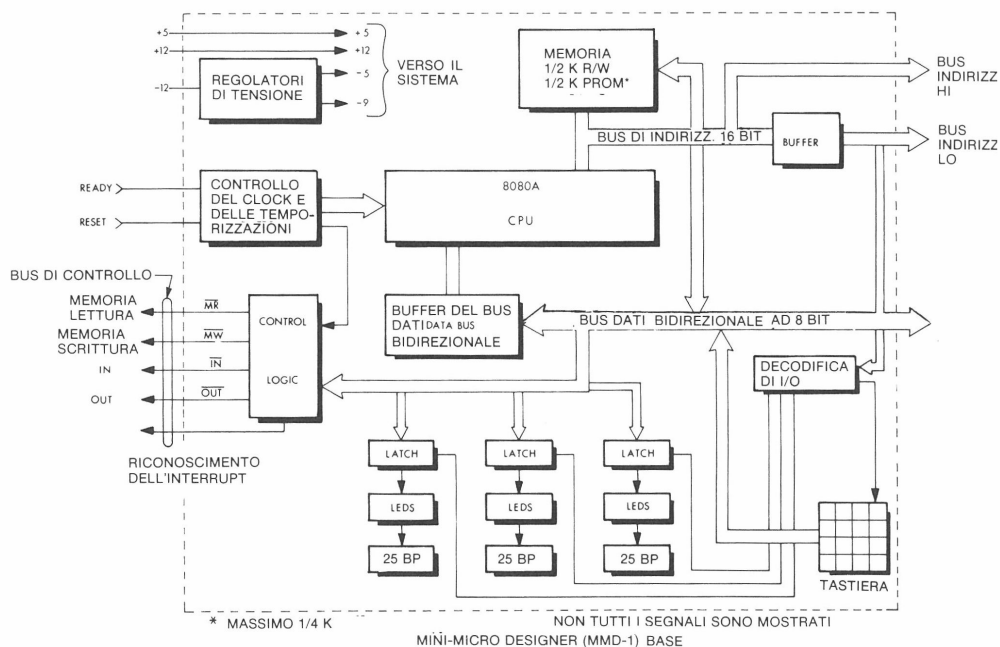 +5
+5
+12
+12
-5
-12
-9
REGOLATORI
DI TENSIONE
VERSO IL
SISTEMA
MEMORIA
1/2 K R/W
1/2 K PROM*
BUS
INDIRIZZ
HI
BUS DI INDIRIZZ. 16 BIT
BUFFER
BUS
INDIRIZZ
LO
READY
RESET
CONTROLLO
DEL CLOCK E
DELLE TEMPO-
RIZZAZIONI
8080A
CPU
BUS DI CONTROLLO
MEMORIA
LETTURA
MEMORIA
SCRITTURA
IN
OUT
M̅R̅
M̅W̅
I̅N̅
O̅U̅T̅
CONTROL
LOGIC
RICONOSCIMENTO
DELL'INTERRUPT
BUFFER DEL BUS
DATI DATA BUS
BIDIREZIONALE
BUS DATI BIDIREZIONALE AD 8 BIT
DECODIFICA
DI I/O
LATCH
LATCH
LATCH
LEDS
LEDS
LEDS
25 BP
25 BP
25 BP
TASTIERA
* MASSIMO 1/4 K
NON TUTTI I SEGNALI SONO MOSTRATI
MINI-MICRO DESIGNER (MMD-1) BASE